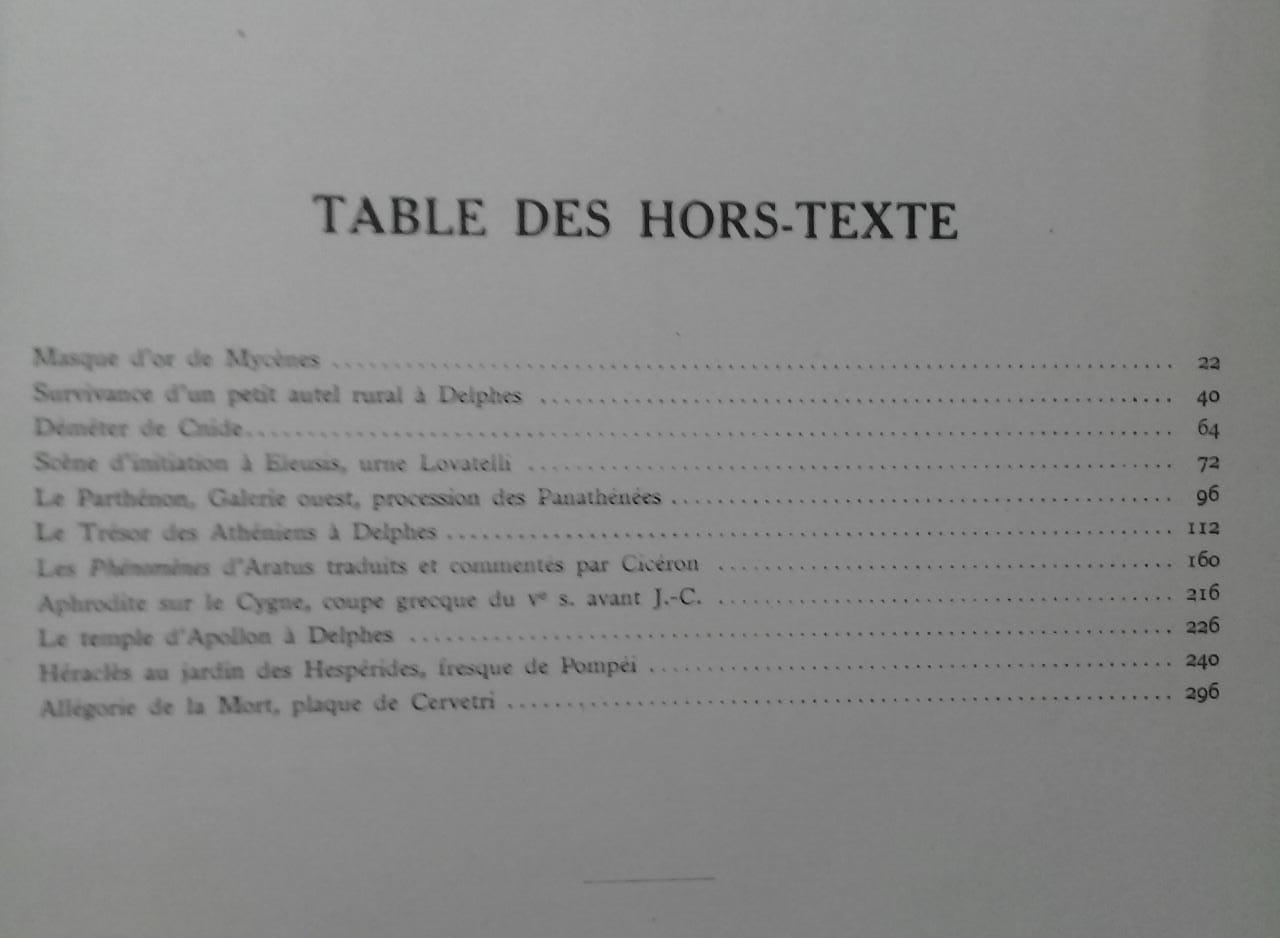 TABLE DES HORS-TEXTE
Masque d'or de Mycènes ........ 22
Survivance d'un petit autel rural à Delphes ........ 40
Démèter de Cnide........ 64
Scène d'initiation à Eleusis, urne Lovatelli ........ 72
Le Parthénon, Galerie ouest, procession des Panathénées ........ 96
Le Trésor des Athéniens à Delphes ........ 112
Les Phénomènes d'Aratus traduits et commentés par Cicéron ........ 160
Aphrodite sur le Cygne, coupe grecque du vᵉ s. avant J.-C. ........ 216
Le temple d'Apollon à Delphes ........ 226
Héraclès au jardin des Hespérides, fresque de Pompéi ........ 240
Allégorie de la Mort, plaque de Cervetri ........ 296